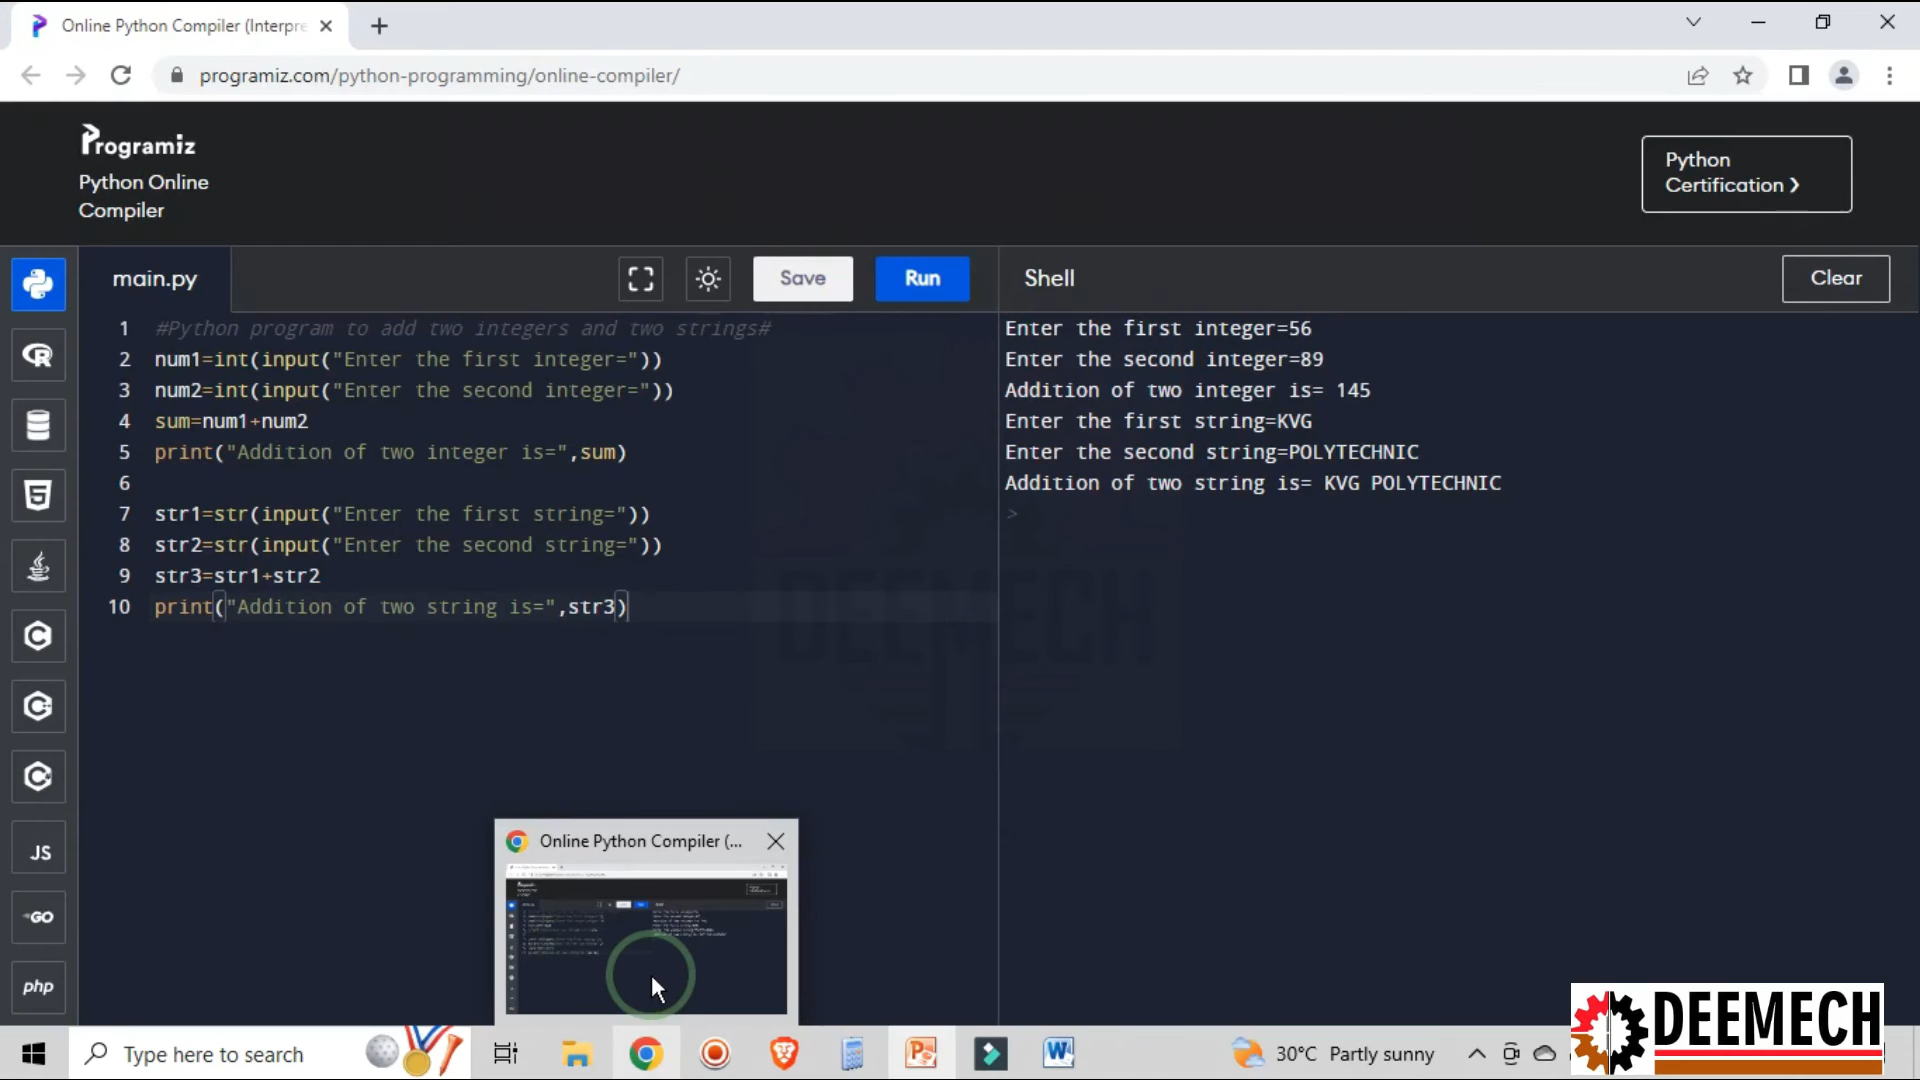 Online Python Compiler (Interpre
programiz.com/python-programming/online-compiler/
Programiz
Python Online
Compiler
Python
Certification ❯
main.py
Save
Run
Shell
Clear
1 #Python program to add two integers and two strings#
2 num1=int(input("Enter the first integer="))
3 num2=int(input("Enter the second integer="))
4 sum=num1+num2
5 print("Addition of two integer is=",sum)
6
7 str1=str(input("Enter the first string="))
8 str2=str(input("Enter the second string="))
9 str3=str1+str2
10 print("Addition of two string is=",str3)
Enter the first integer=56
Enter the second integer=89
Addition of two integer is= 145
Enter the first string=KVG
Enter the second string=POLYTECHNIC
Addition of two string is= KVG POLYTECHNIC
>
JS
GO
php
DEEMECH
Online Python Compiler (...
DEEMECH
Type here to search
30°C Partly sunny